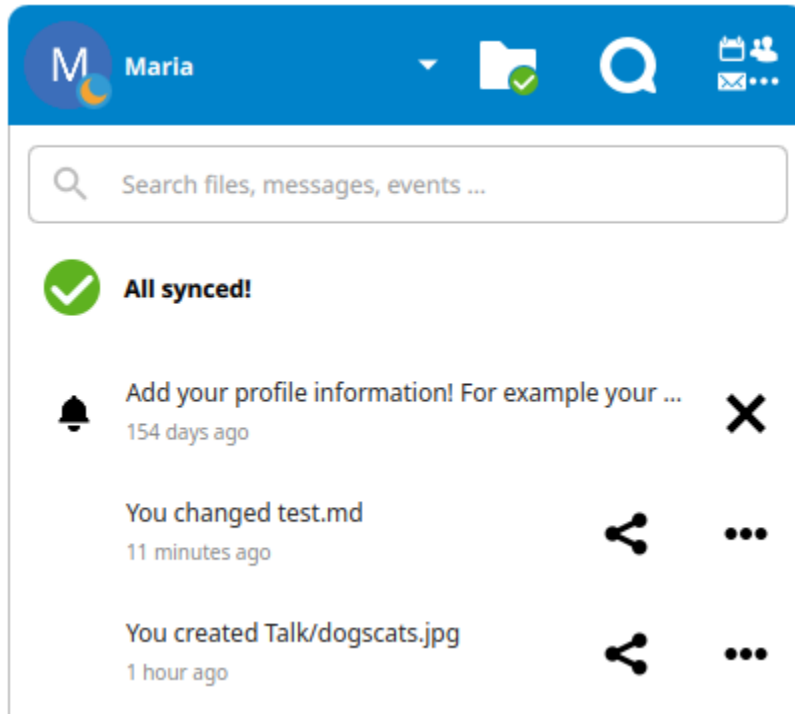 M
Maria
Search files, messages, events ...
All synced!
Add your profile information! For example your ...
154 days ago
You changed test.md
11 minutes ago
You created Talk/dogscats.jpg
1 hour ago